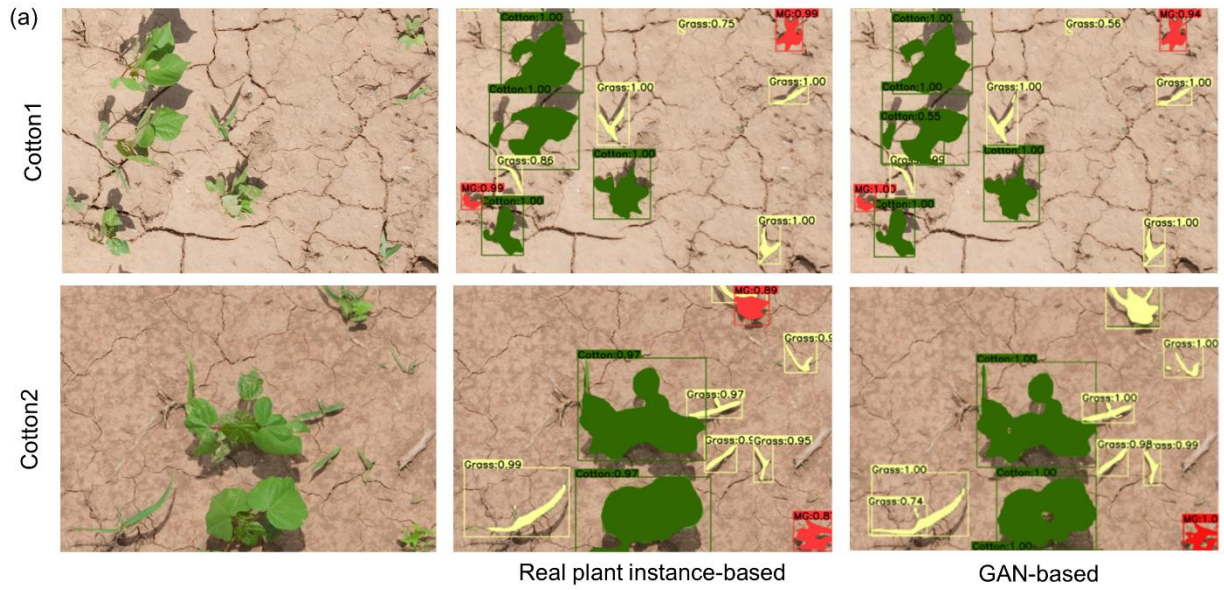 (a)
Cotton1
Cotton:1.00
Grass:0.75
MG:0.99
Grass:1.00
Cotton:1.00
Grass:1.00
Cotton:1.00
Grass:0.86
MG:0.99
Cotton:1.00
Grass:1.00
Cotton:1.00
Grass:0.56
MG:0.94
Grass:1.00
Cotton:1.00
Grass:1.00
Cotton:0.55
Cotton:1.00
MG:1.00
Cotton:1.00
Grass:1.00
Cotton2
MG:0.89
Cotton:0.97
Grass:0.97
Grass:0.95
Grass:0.99
Cotton:0.97
Cotton:1.00
Grass:1.00
Grass:1.00
Grass:0.98
Grass:1.00
Grass:0.74
Cotton:1.00
Cotton:1.00
Real plant instance-based
GAN-based